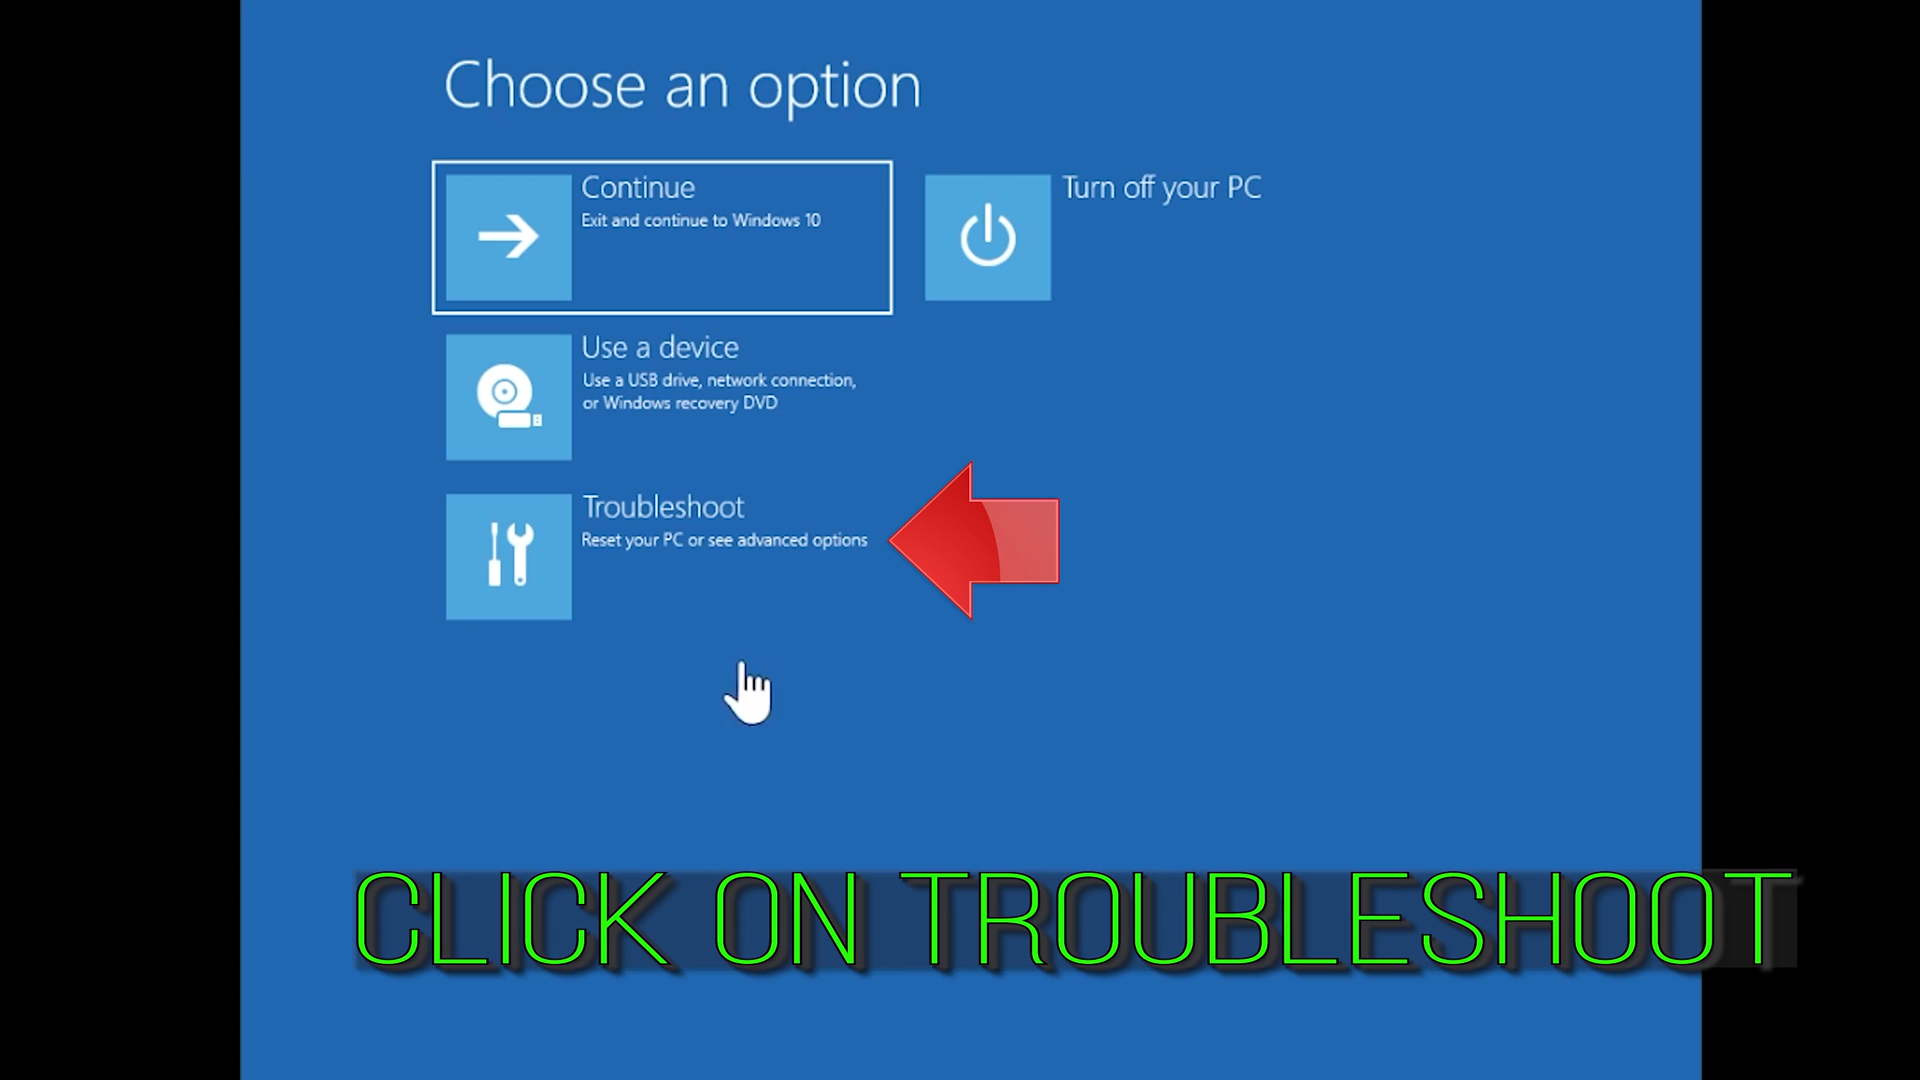 Choose an option
Continue
Exit and continue to Windows 10
Turn off your PC
Use a device
Use a USB drive, network connection,
or Windows recovery DVD
Troubleshoot
Reset your PC or see advanced options
CLICK ON TROUBLESHOOT